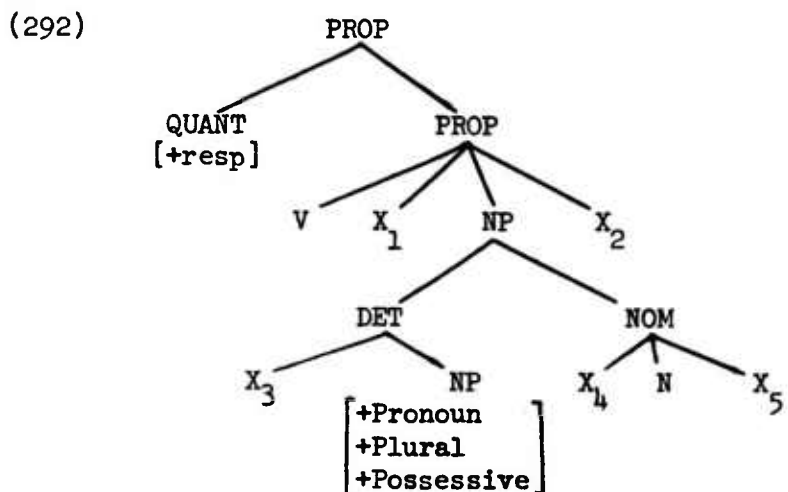 (292) PROP
QUANT PROP
[+resp]
V X1 NP X2
DET NOM
X3 NP X4 N X5
[+Pronoun
+Plural
+Possessive]